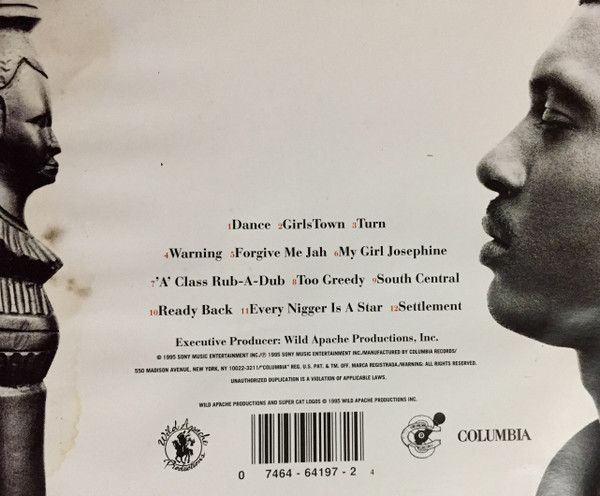 1Dance 2GirlsTown 3Turn
4Warning 5Forgive Me Jah 6My Girl Josephine
7'A' Class Rub-A-Dub 8Too Greedy 9South Central
10Ready Back 11Every Nigger Is A Star 12Settlement
Executive Producer: Wild Apache Productions, Inc.
© 1995 SONY MUSIC ENTERTAINMENT INC./℗ 1995 SONY MUSIC ENTERTAINMENT INC./MANUFACTURED BY COLUMBIA RECORDS/
550 MADISON AVENUE, NEW YORK, NY 10022-3211/"COLUMBIA" REG. U.S. PAT. & TM. OFF. MARCA REGISTRADA./WARNING: ALL RIGHTS RESERVED.
UNAUTHORIZED DUPLICATION IS A VIOLATION OF APPLICABLE LAWS.
WILD APACHE PRODUCTIONS AND SUPER CAT LOGOS © 1995 WILD APACHE PRODUCTIONS INC.
Wild Apache
Productions
COLUMBIA
0 7464-64197-2 4